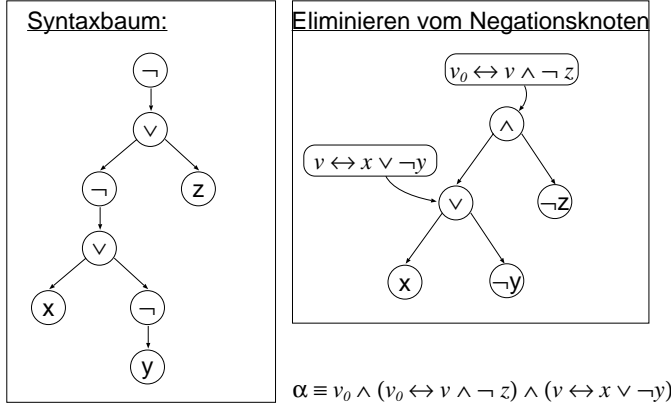 Syntaxbaum:
¬
∨
¬
z
∨
x
¬
y
Eliminieren vom Negationsknoten
v₀ ↔ v ∧ ¬ z
∧
v ↔ x ∨ ¬y
∨
¬z
x
¬y
α ≡ v₀ ∧ (v₀ ↔ v ∧ ¬ z) ∧ (v ↔ x ∨ ¬y)